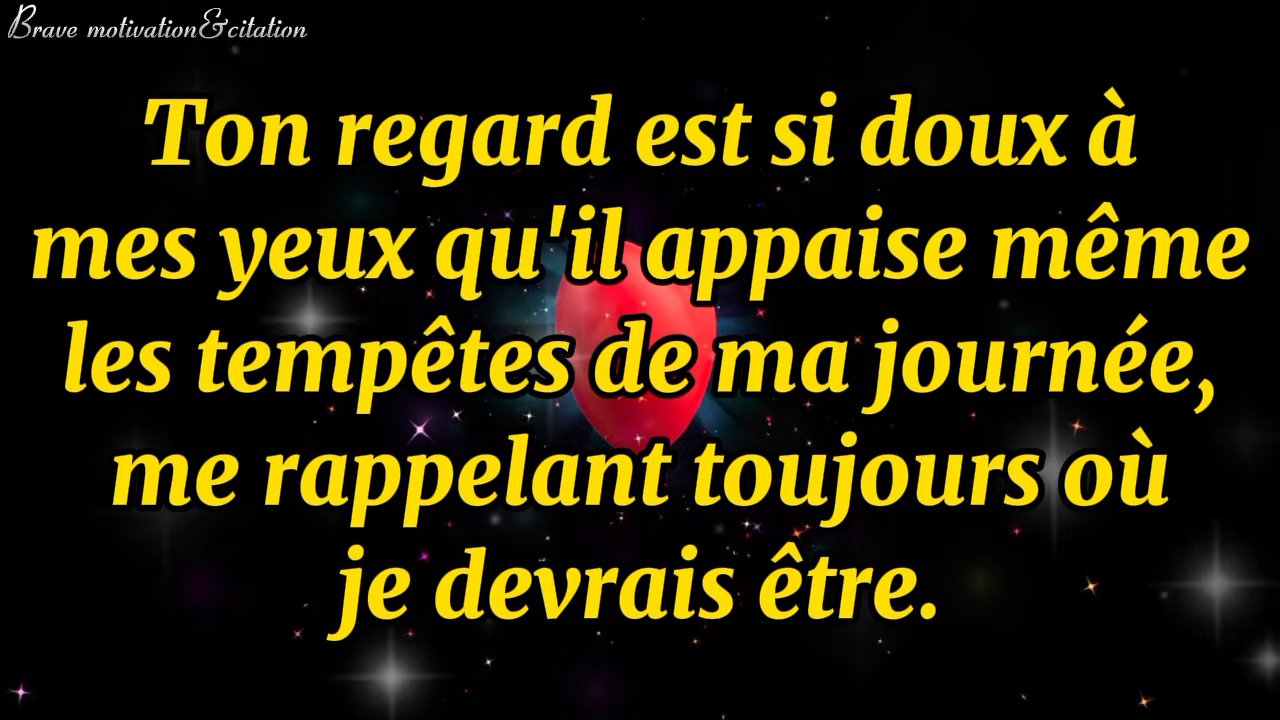 Brave motivation&citation
Ton regard est si doux à
mes yeux qu'il appaise même
les tempêtes de ma journée,
me rappelant toujours où
je devrais être.